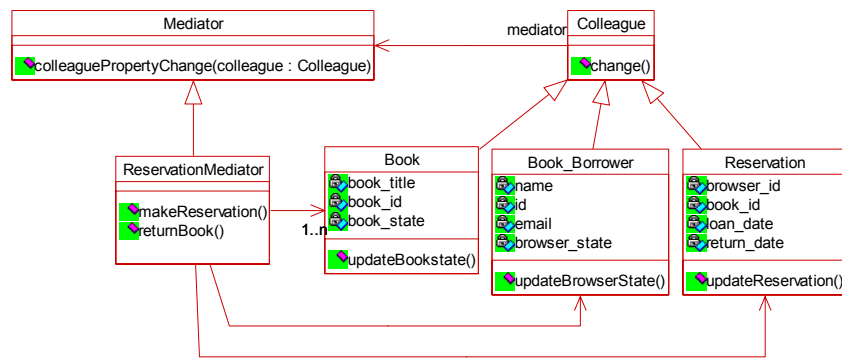 Mediator
colleaguePropertyChange(colleague : Colleague)
mediator
Colleague
change()
ReservationMediator
makeReservation()
returnBook()
1..n
Book
book_title
book_id
book_state
updateBookstate()
Book_Borrower
name
id
email
browser_state
updateBrowserState()
Reservation
browser_id
book_id
loan_date
return_date
updateReservation()